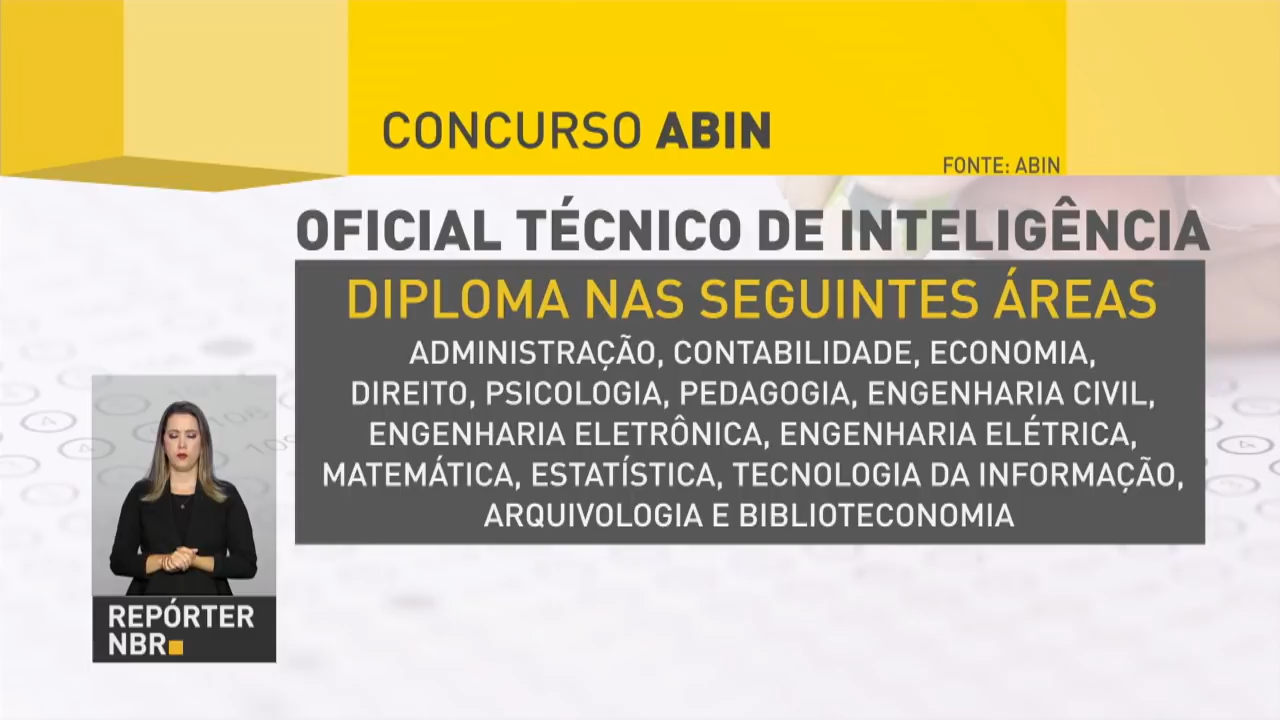 CONCURSO ABIN
FONTE: ABIN
OFICIAL TÉCNICO DE INTELIGÊNCIA
DIPLOMA NAS SEGUINTES ÁREAS
ADMINISTRAÇÃO, CONTABILIDADE, ECONOMIA,
DIREITO, PSICOLOGIA, PEDAGOGIA, ENGENHARIA CIVIL,
ENGENHARIA ELETRÔNICA, ENGENHARIA ELÉTRICA,
MATEMÁTICA, ESTATÍSTICA, TECNOLOGIA DA INFORMAÇÃO,
ARQUIVOLOGIA E BIBLIOTECONOMIA
REPÓRTER
NBR